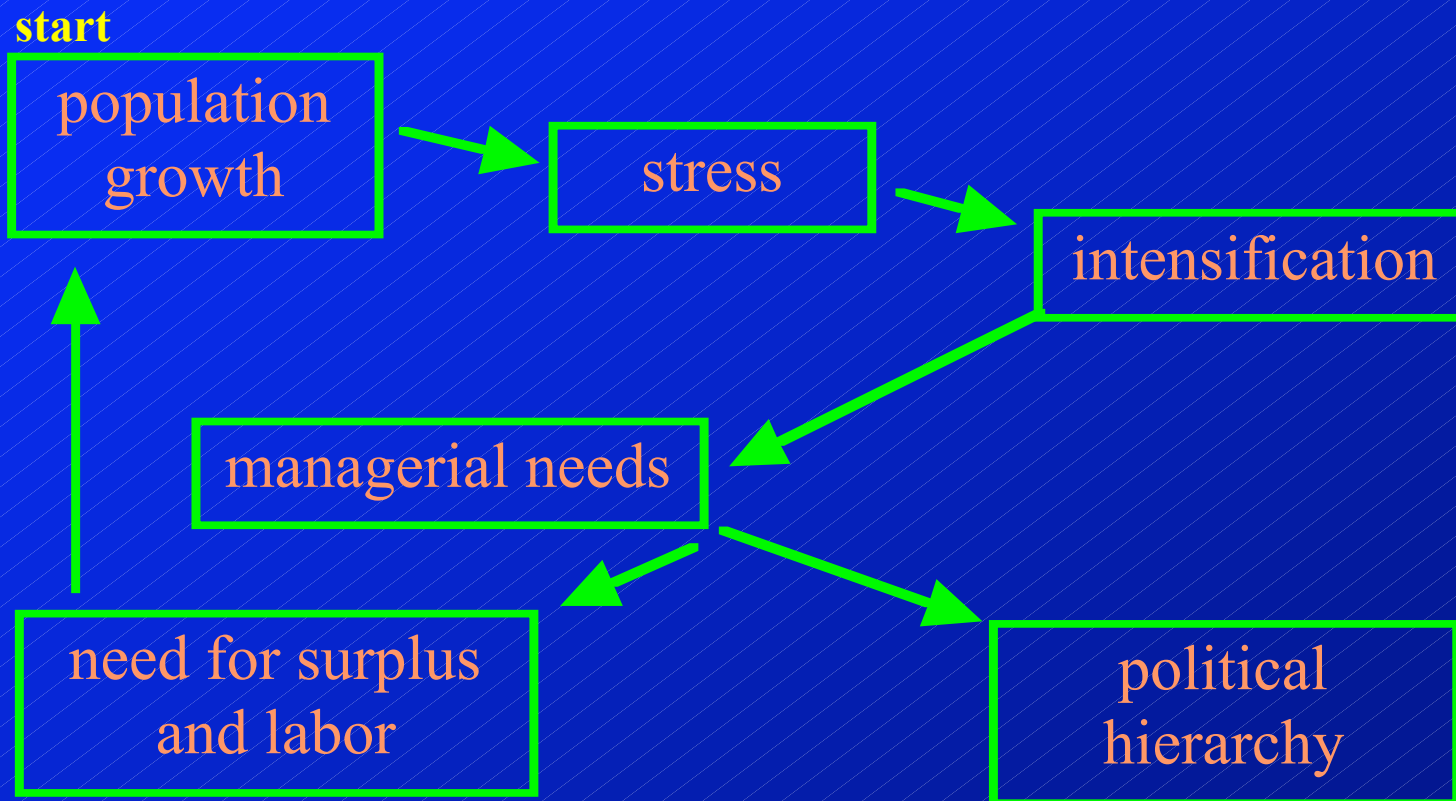 start
population
growth
stress
intensification
managerial needs
need for surplus
and labor
political
hierarchy